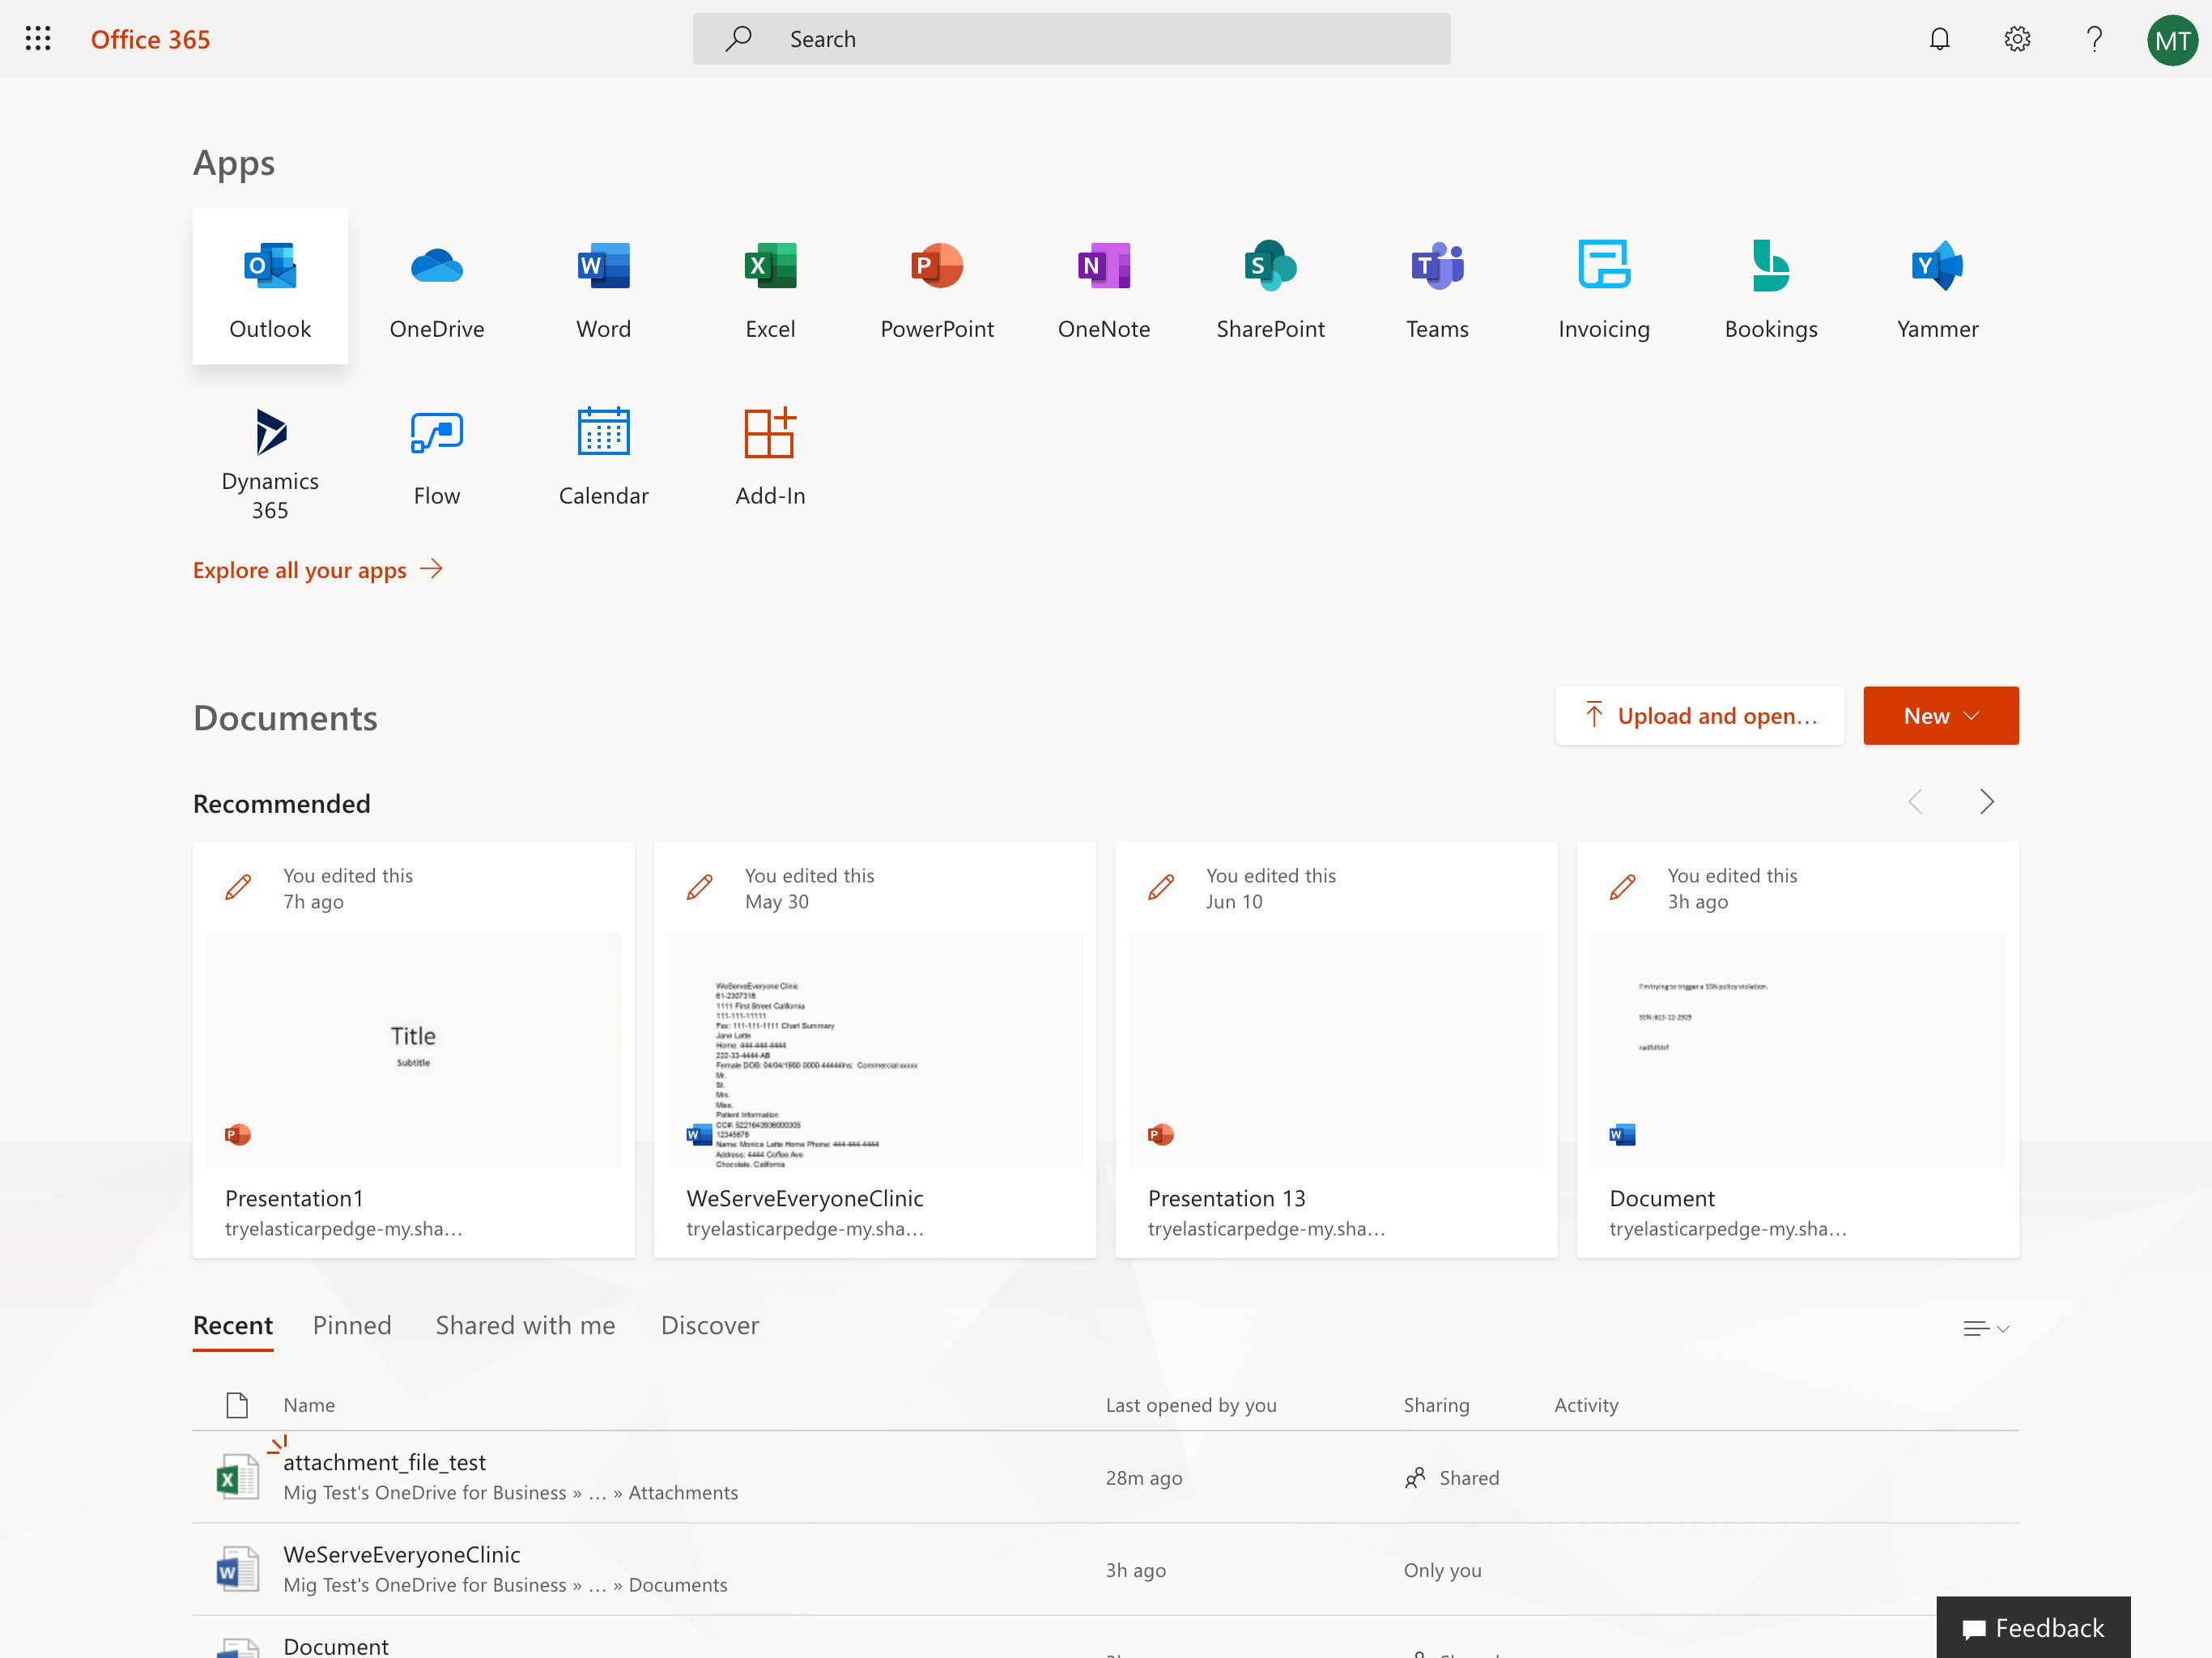 Office 365
Search
MT
Apps
Outlook
OneDrive
Word
Excel
PowerPoint
OneNote
SharePoint
Teams
Invoicing
Bookings
Yammer
Dynamics
365
Flow
Calendar
Add-In
Explore all your apps
Documents
Upload and open...
New
Recommended
You edited this
7h ago
Title
Subtitle
Presentation1
tryelasticarpedge-my.sha...
You edited this
May 30
WeServeEveryone Clinic
61-2307318
1111 First Street California
111-111-11111
Fax: 111-111-1111 Chart Summary
Jane Latte
Home: 444-444-4444
222-33-4444-AB
Female DOB: 04/04/1950 0000-44444Ins: Commercial xxxxx
Mr.
St.
Mrs.
Miss.
Patient Information
CC#: 5221643936000305
12345678
Name: Monica Latte Home Phone: 444-444-4444
Address: 4444 Coffee Ave
Chocolate, California
WeServeEveryoneClinic
tryelasticarpedge-my.sha...
You edited this
Jun 10
Presentation 13
tryelasticarpedge-my.sha...
You edited this
3h ago
I'm trying to trigger a SSN policy violation.
SSN:
Document
tryelasticarpedge-my.sha...
Recent
Pinned
Shared with me
Discover
Name
Last opened by you
Sharing
Activity
attachment_file_test
Mig Test's OneDrive for Business » ... » Attachments
28m ago
Shared
WeServeEveryoneClinic
Mig Test's OneDrive for Business » ... » Documents
3h ago
Only you
Document
Feedback